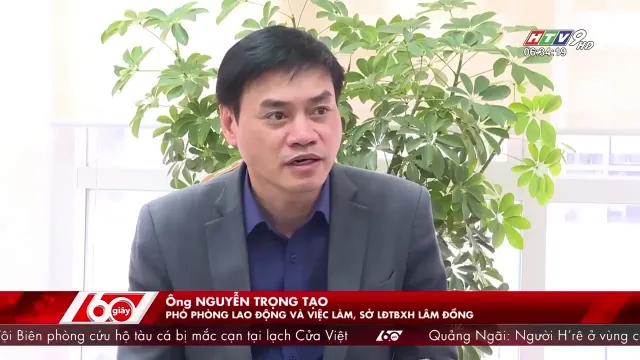 HTV9 HD
06:34:19
Ông NGUYỄN TRỌNG TẠO
PHÓ PHÒNG LAO ĐỘNG VÀ VIỆC LÀM, SỞ LĐTBXH LÂM ĐỒNG
60 giây
Biên phòng cứu hộ tàu cá bị mắc cạn tại lạch Cửa Việt
Quảng Ngãi: Người H'rê ở vùng